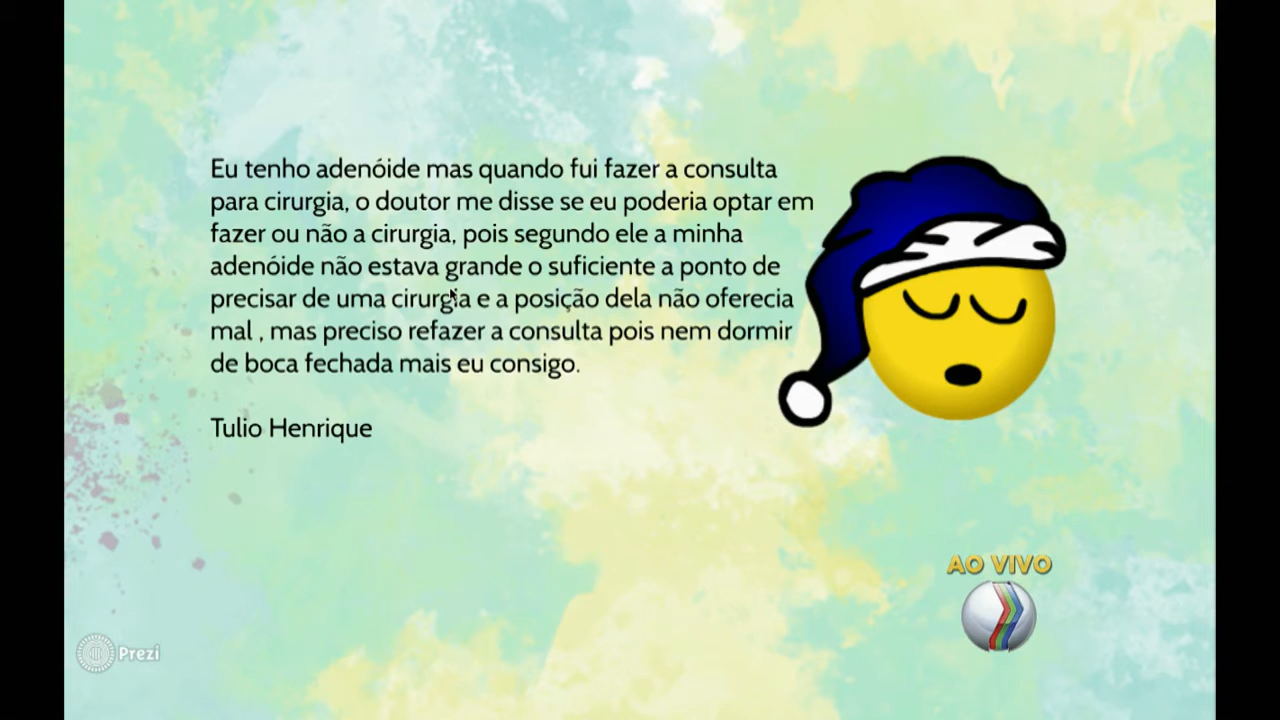 Eu tenho adenóide mas quando fui fazer a consulta
para cirurgia, o doutor me disse se eu poderia optar em
fazer ou não a cirurgia, pois segundo ele a minha
adenóide não estava grande o suficiente a ponto de
precisar de uma cirurgia e a posição dela não oferecia
mal , mas preciso refazer a consulta pois nem dormir
de boca fechada mais eu consigo.
Tulio Henrique
AO VIVO
Prezi